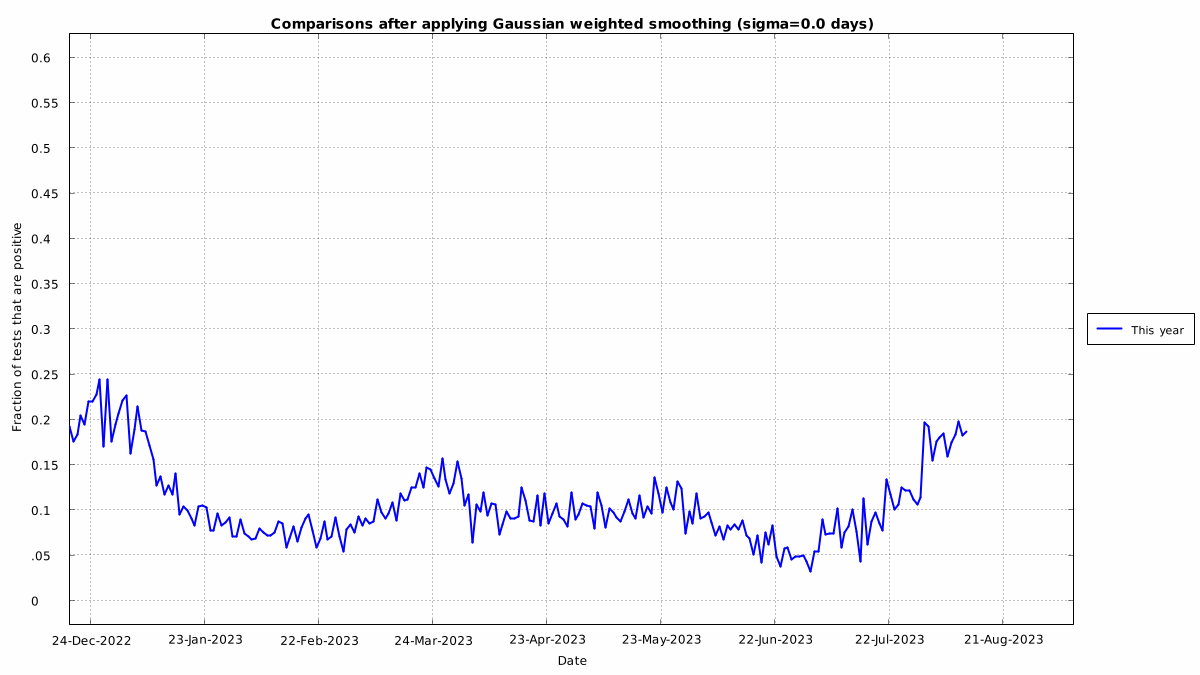 Comparisons after applying Gaussian weighted smoothing (sigma=0.0 days)
0.6
0.55
0.5
0.45
0.4
0.35
0.3
0.25
0.2
0.15
0.1
.05
0
Fraction of tests that are positive
24-Dec-2022 23-Jan-2023 22-Feb-2023 24-Mar-2023 23-Apr-2023 23-May-2023 22-Jun-2023 22-Jul-2023 21-Aug-2023
Date
This year